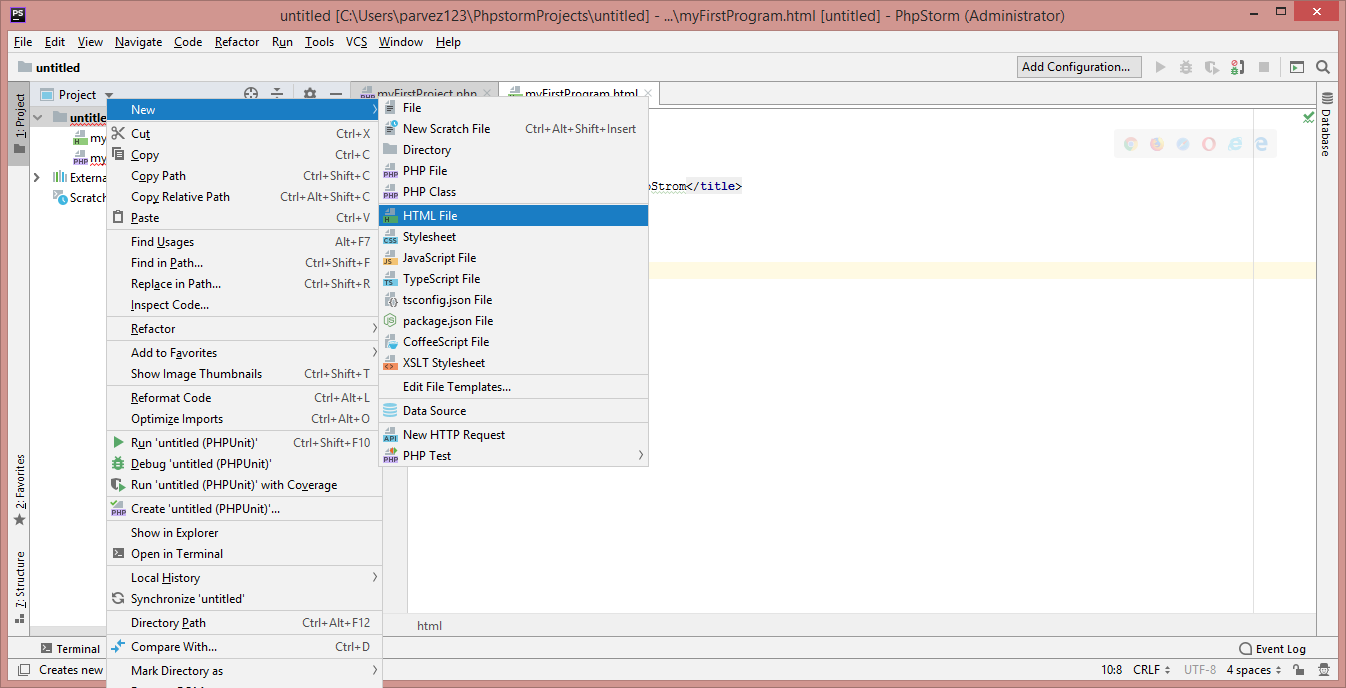 PS
untitled [C:\Users\parvez123\PhpstormProjects\untitled] - ...\myFirstProgram.html [untitled] - PhpStorm (Administrator)
File Edit View Navigate Code Refactor Run Tools VCS Window Help
untitled
Add Configuration...
1: Project
Project
myFirstProject.php
myFirstProgram.html
untitle
my
my
Externa
Scratch
New
Cut Ctrl+X
Copy Ctrl+C
Copy Path Ctrl+Shift+C
Copy Relative Path Ctrl+Alt+Shift+C
Paste Ctrl+V
Find Usages Alt+F7
Find in Path... Ctrl+Shift+F
Replace in Path... Ctrl+Shift+R
Inspect Code...
Refactor
Add to Favorites
Show Image Thumbnails Ctrl+Shift+T
Reformat Code Ctrl+Alt+L
Optimize Imports Ctrl+Alt+O
Run 'untitled (PHPUnit)' Ctrl+Shift+F10
Debug 'untitled (PHPUnit)'
Run 'untitled (PHPUnit)' with Coverage
Create 'untitled (PHPUnit)'...
Show in Explorer
Open in Terminal
Local History
Synchronize 'untitled'
Directory Path Ctrl+Alt+F12
Compare With... Ctrl+D
Mark Directory as
File
New Scratch File Ctrl+Alt+Shift+Insert
Directory
PHP File
PHP Class
HTML File
Stylesheet
JavaScript File
TypeScript File
tsconfig.json File
package.json File
CoffeeScript File
XSLT Stylesheet
Edit File Templates...
Data Source
New HTTP Request
PHP Test
pStrom</title>
Database
2: Favorites
7: Structure
html
Terminal
Event Log
Creates new
10:8 CRLF UTF-8 4 spaces